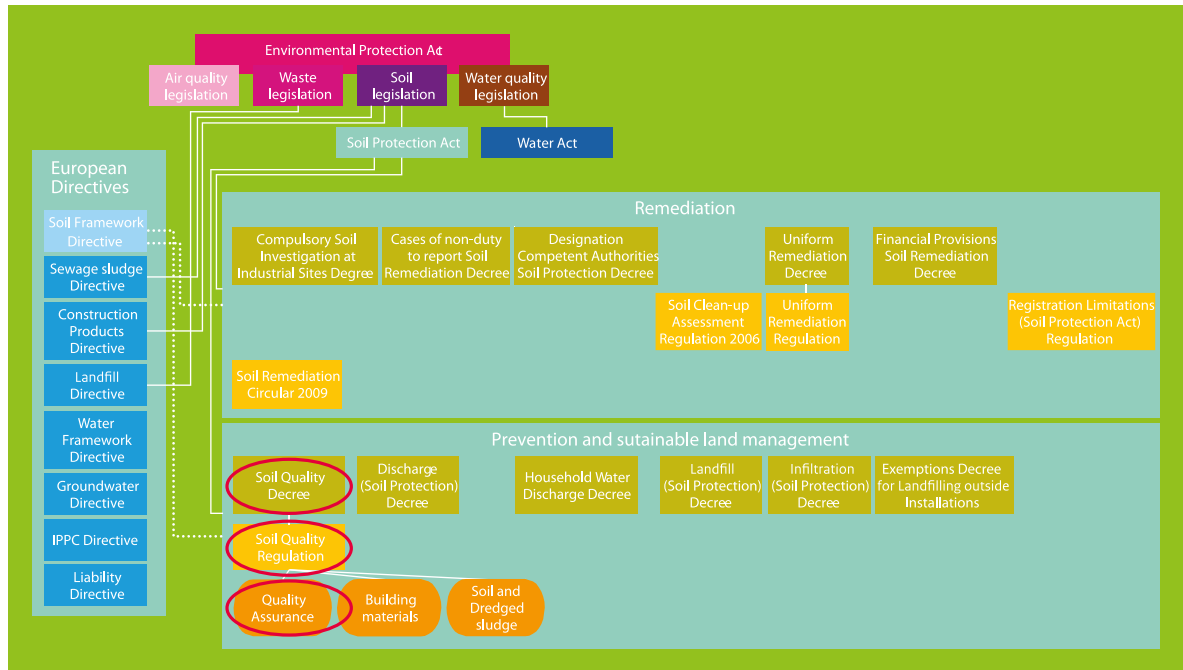 Environmental Protection Act
Air quality
legislation
Waste
legislation
Soil
legislation
Water quality
legislation
Soil Protection Act
Water Act
European
Directives
Soil Framework
Directive
Sewage sludge
Directive
Construction
Products
Directive
Landfill
Directive
Water
Framework
Directive
Groundwater
Directive
IPPC Directive
Liability
Directive
Remediation
Compulsory Soil
Investigation at
Industrial Sites Degree
Cases of non-duty
to report Soil
Remediation Decree
Designation
Competent Authorities
Soil Protection Decree
Uniform
Remediation
Decree
Financial Provisions
Soil Remediation
Decree
Soil Clean-up
Assessment
Regulation 2006
Uniform
Remediation
Regulation
Registration Limitations
(Soil Protection Act)
Regulation
Soil Remediation
Circular 2009
Prevention and sutainable land management
Soil Quality
Decree
Discharge
(Soil Protection)
Decree
Household Water
Discharge Decree
Landfill
(Soil Protection)
Decree
Infiltration
(Soil Protection)
Decree
Exemptions Decree
for Landfilling outside
Installations
Soil Quality
Regulation
Quality
Assurance
Building
materials
Soil and
Dredged
sludge